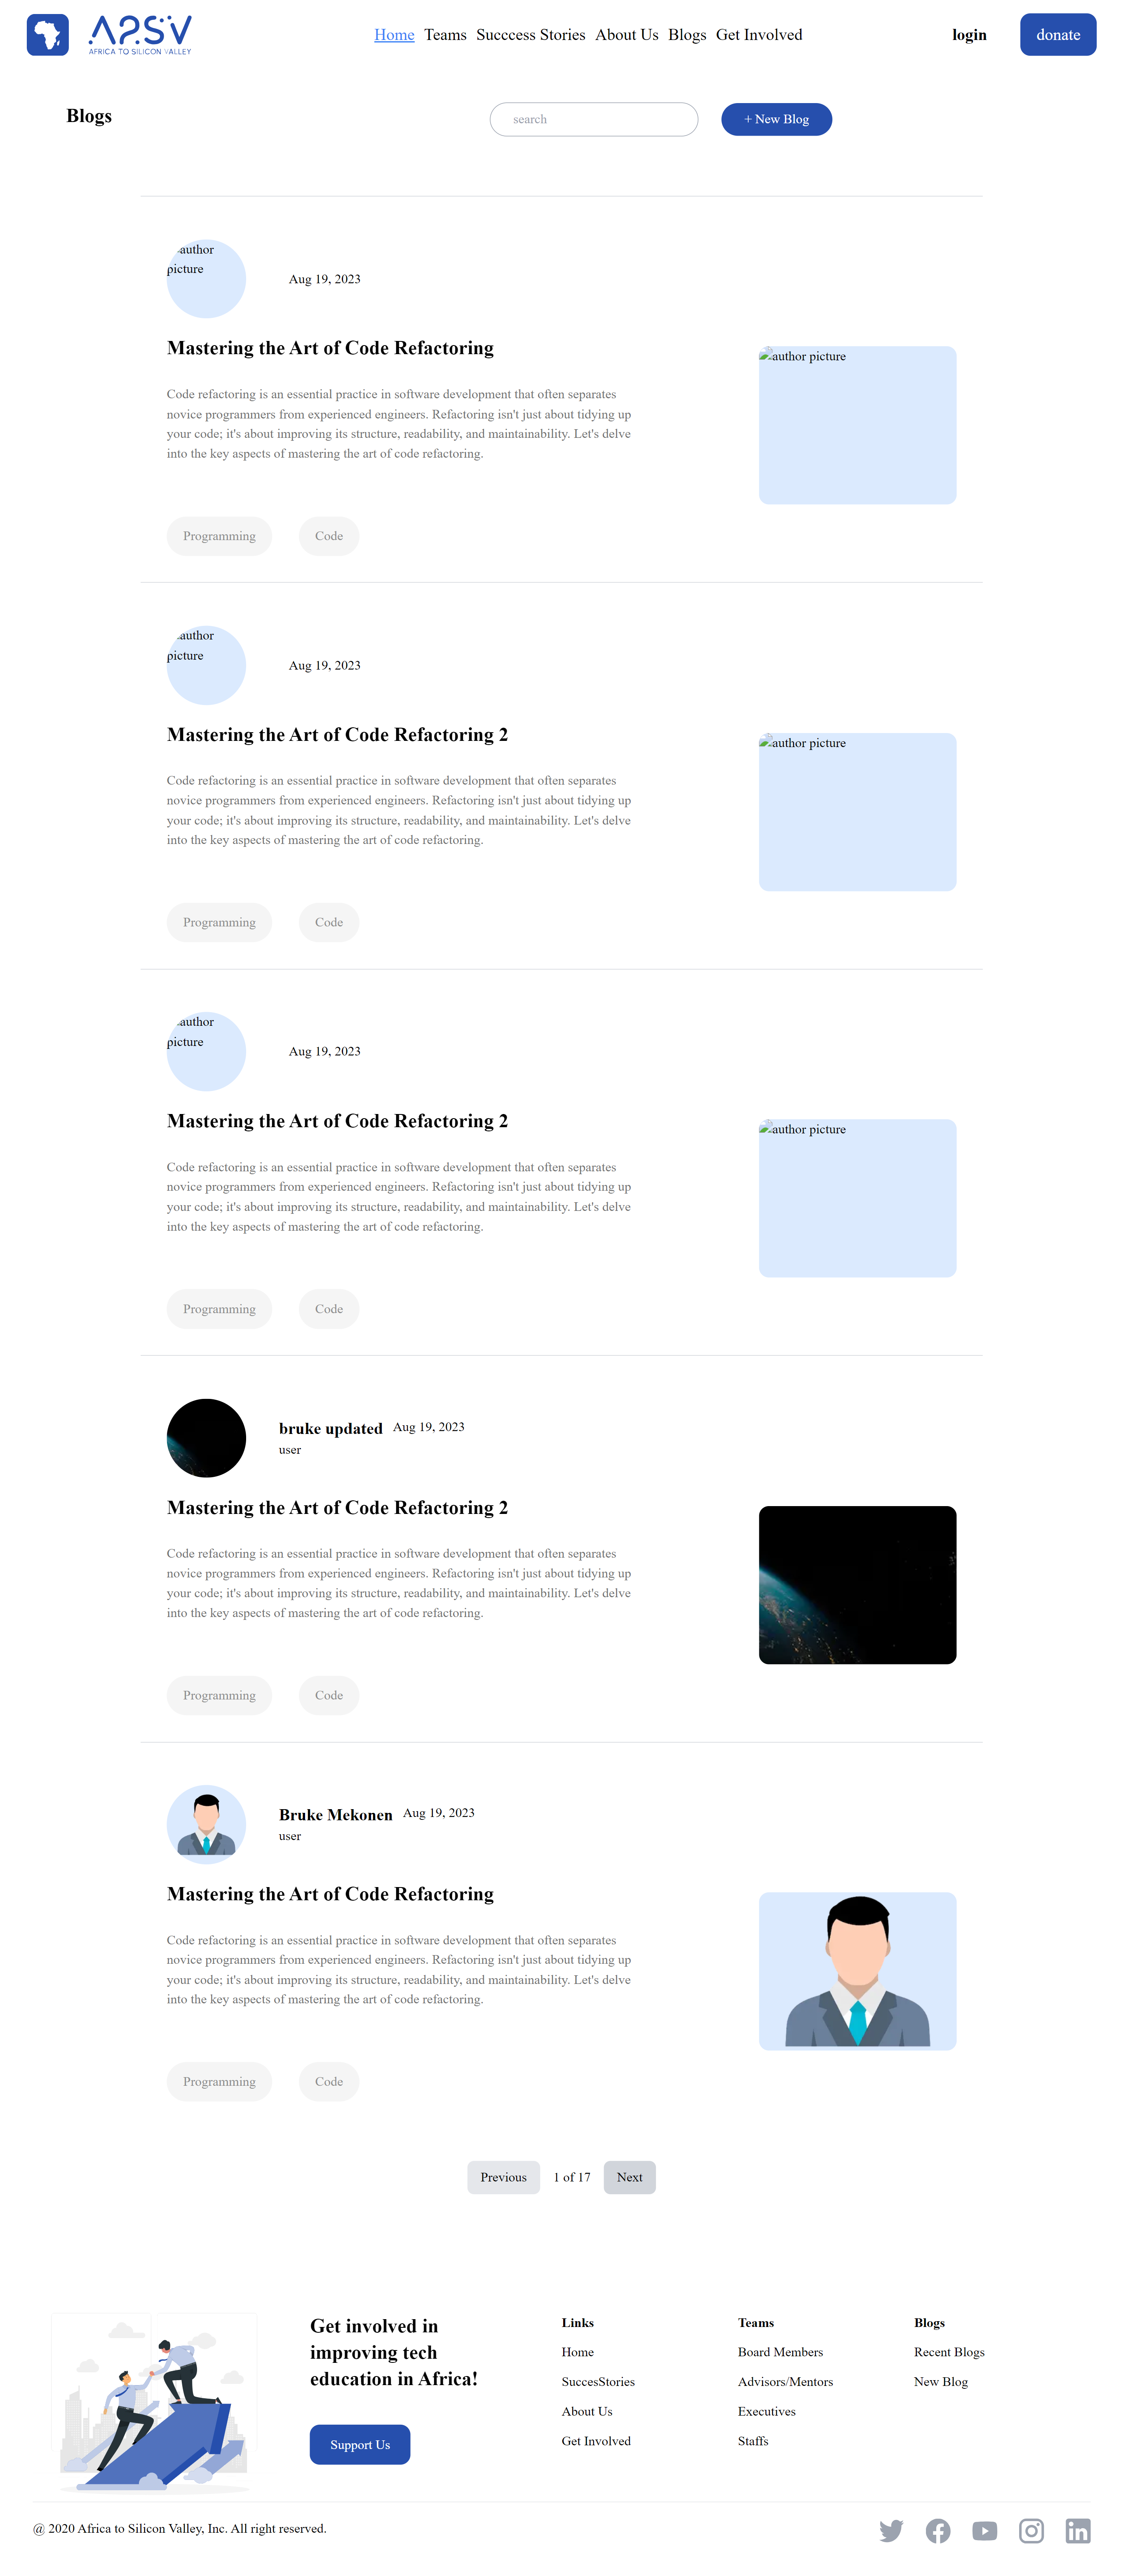 A2SV
AFRICA TO SILICON VALLEY
Home Teams Succcess Stories About Us Blogs Get Involved
login
donate
Blogs
search
+ New Blog
author
picture
Aug 19, 2023
Mastering the Art of Code Refactoring
Code refactoring is an essential practice in software development that often separates
novice programmers from experienced engineers. Refactoring isn't just about tidying up
your code; it's about improving its structure, readability, and maintainability. Let's delve
into the key aspects of mastering the art of code refactoring.
author picture
Programming
Code
author
picture
Aug 19, 2023
Mastering the Art of Code Refactoring 2
Code refactoring is an essential practice in software development that often separates
novice programmers from experienced engineers. Refactoring isn't just about tidying up
your code; it's about improving its structure, readability, and maintainability. Let's delve
into the key aspects of mastering the art of code refactoring.
author picture
Programming
Code
author
picture
Aug 19, 2023
Mastering the Art of Code Refactoring 2
Code refactoring is an essential practice in software development that often separates
novice programmers from experienced engineers. Refactoring isn't just about tidying up
your code; it's about improving its structure, readability, and maintainability. Let's delve
into the key aspects of mastering the art of code refactoring.
author picture
Programming
Code
bruke updated Aug 19, 2023
user
Mastering the Art of Code Refactoring 2
Code refactoring is an essential practice in software development that often separates
novice programmers from experienced engineers. Refactoring isn't just about tidying up
your code; it's about improving its structure, readability, and maintainability. Let's delve
into the key aspects of mastering the art of code refactoring.
Programming
Code
Bruke Mekonen Aug 19, 2023
user
Mastering the Art of Code Refactoring
Code refactoring is an essential practice in software development that often separates
novice programmers from experienced engineers. Refactoring isn't just about tidying up
your code; it's about improving its structure, readability, and maintainability. Let's delve
into the key aspects of mastering the art of code refactoring.
Programming
Code
Previous
1 of 17
Next
Get involved in
improving tech
education in Africa!
Support Us
Links
Home
SuccesStories
About Us
Get Involved
Teams
Board Members
Advisors/Mentors
Executives
Staffs
Blogs
Recent Blogs
New Blog
@ 2020 Africa to Silicon Valley, Inc. All right reserved.